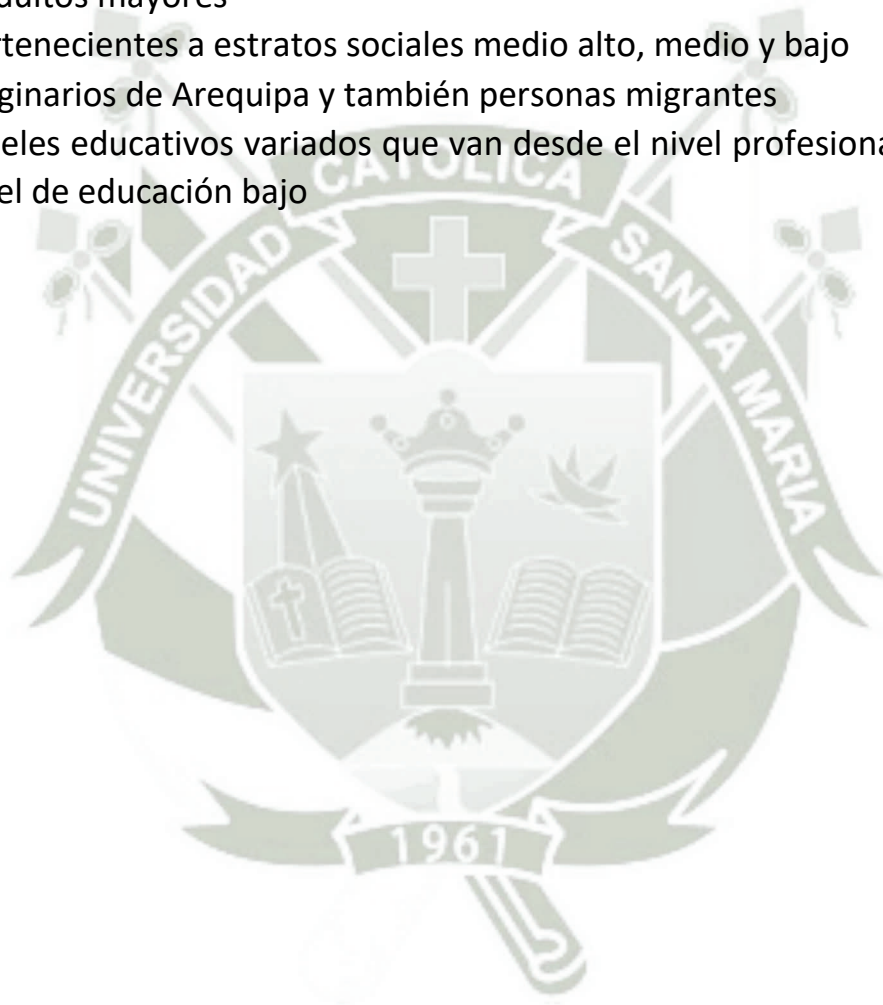 dultos mayores
rtenecientes a estratos sociales medio alto, medio y bajo
ginarios de Arequipa y también personas migrantes
eles educativos variados que van desde el nivel profesiona
el de educación bajo
UNIVERSIDAD CATOLICA SANTA MARIA
1961